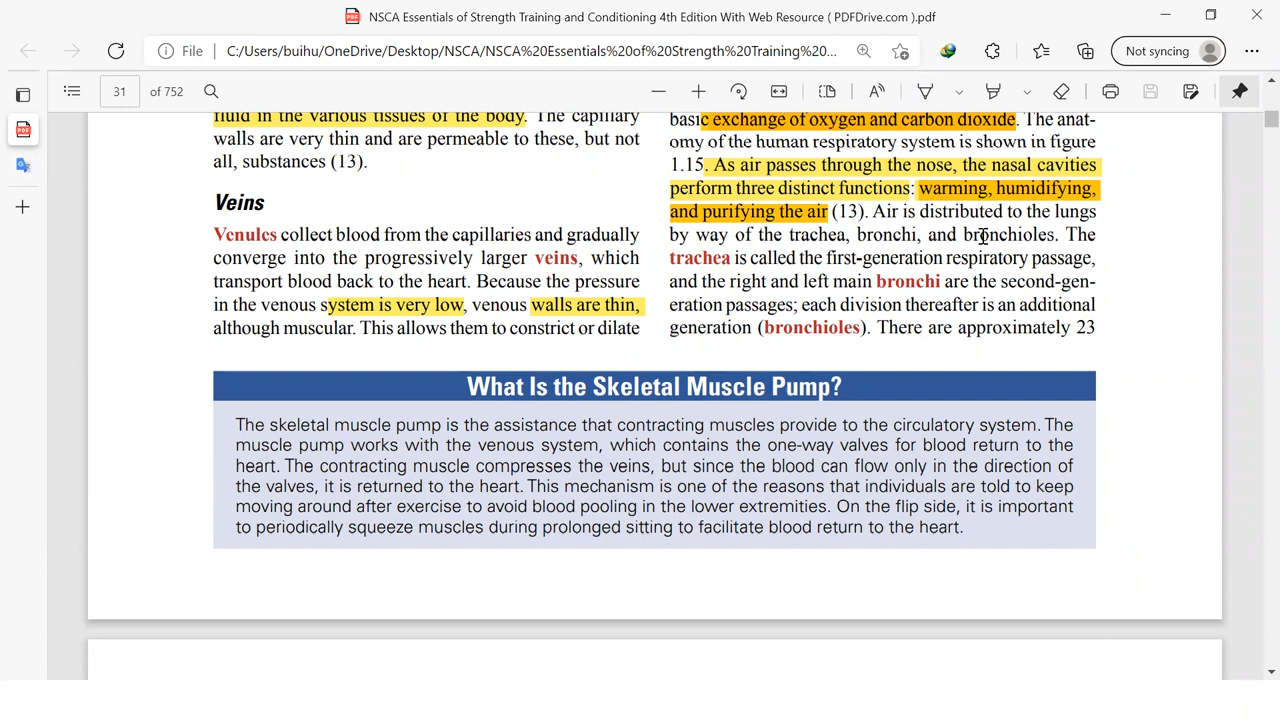 NSCA Essentials of Strength Training and Conditioning 4th Edition With Web Resource ( PDFDrive.com ).pdf
File
C:/Users/buihu/OneDrive/Desktop/NSCA/NSCA%20Essentials%20of%20Strength%20Training%20...
Not syncing
31
of 752
fluid in the various tissues of the body. The capillary
walls are very thin and are permeable to these, but not
all, substances (13).
Veins
Venules collect blood from the capillaries and gradually
converge into the progressively larger veins, which
transport blood back to the heart. Because the pressure
in the venous system is very low, venous walls are thin,
although muscular. This allows them to constrict or dilate
basic exchange of oxygen and carbon dioxide. The anat-
omy of the human respiratory system is shown in figure
1.15. As air passes through the nose, the nasal cavities
perform three distinct functions: warming, humidifying,
and purifying the air (13). Air is distributed to the lungs
by way of the trachea, bronchi, and bronchioles. The
trachea is called the first-generation respiratory passage,
and the right and left main bronchi are the second-gen-
eration passages; each division thereafter is an additional
generation (bronchioles). There are approximately 23
What Is the Skeletal Muscle Pump?
The skeletal muscle pump is the assistance that contracting muscles provide to the circulatory system. The
muscle pump works with the venous system, which contains the one-way valves for blood return to the
heart. The contracting muscle compresses the veins, but since the blood can flow only in the direction of
the valves, it is returned to the heart. This mechanism is one of the reasons that individuals are told to keep
moving around after exercise to avoid blood pooling in the lower extremities. On the flip side, it is important
to periodically squeeze muscles during prolonged sitting to facilitate blood return to the heart.